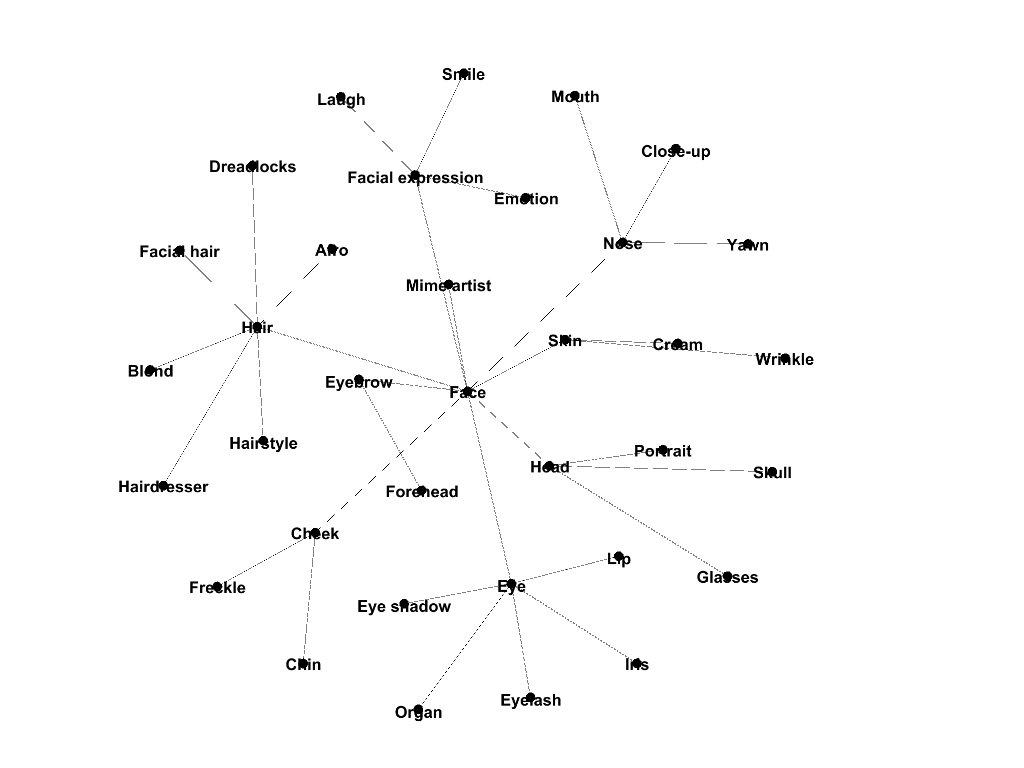 Smile
Laugh
Mouth
Close-up
Dreadlocks
Facial expression
Emotion
Nose
Yawn
Facial hair
Afro
Mime artist
Hair
Skin
Cream
Wrinkle
Blond
Eyebrow
Face
Hairstyle
Portrait
Head
Skull
Hairdresser
Forehead
Cheek
Lip
Glasses
Freckle
Eye
Eye shadow
Chin
Iris
Eyelash
Organ